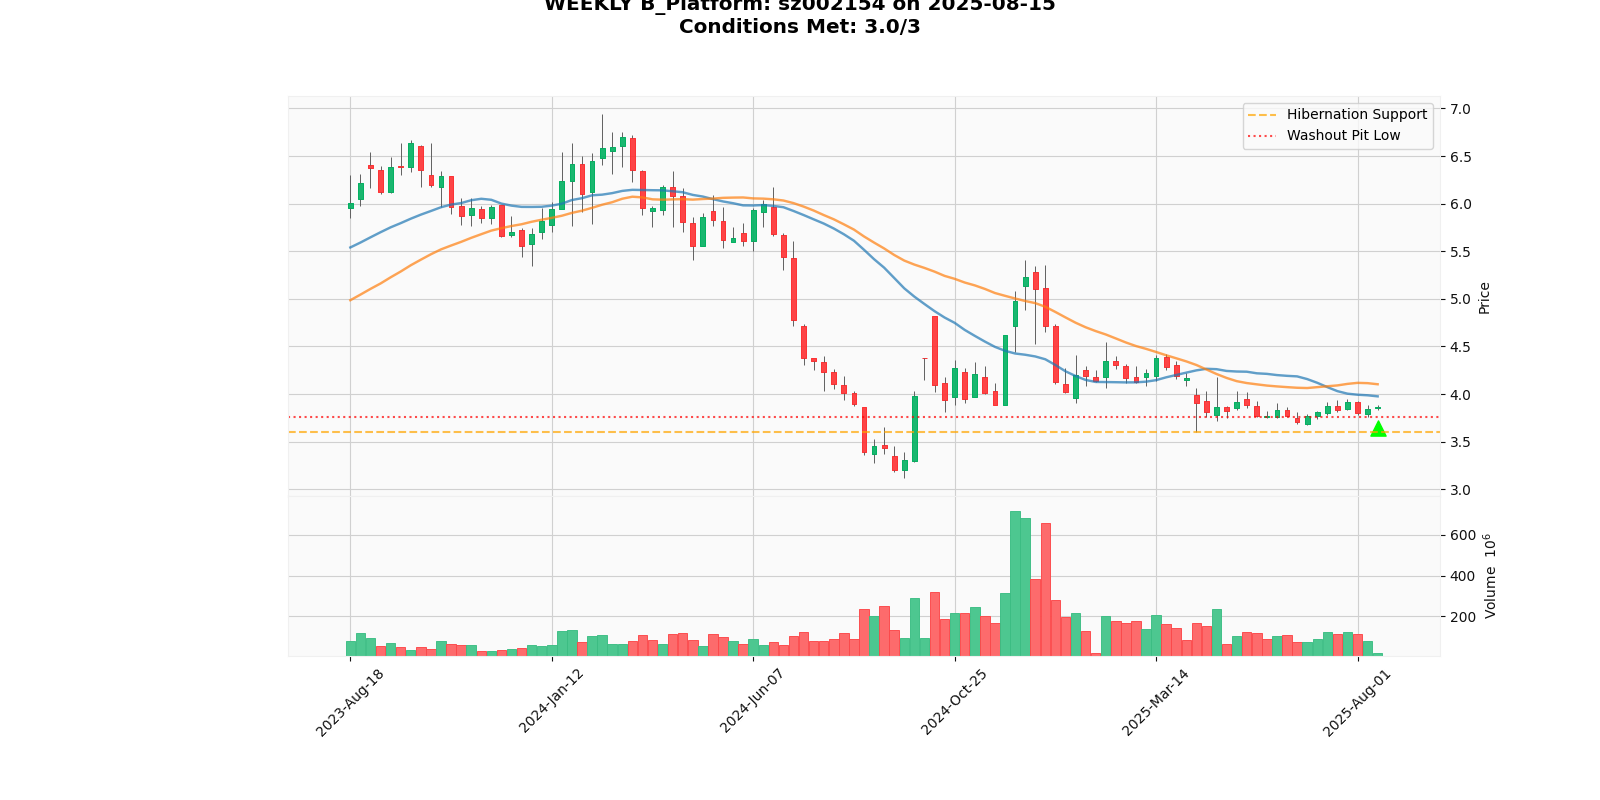 WEEKLY B_Platform: sz002154 on 2025-08-15
Conditions Met: 3.0/3
Hibernation Support
Washout Pit Low
7.0
6.5
6.0
5.5
5.0
4.5
4.0
3.5
3.0
Price
600
400
200
Volume 10⁶
2023-Aug-18
2024-Jan-12
2024-Jun-07
2024-Oct-25
2025-Mar-14
2025-Aug-01